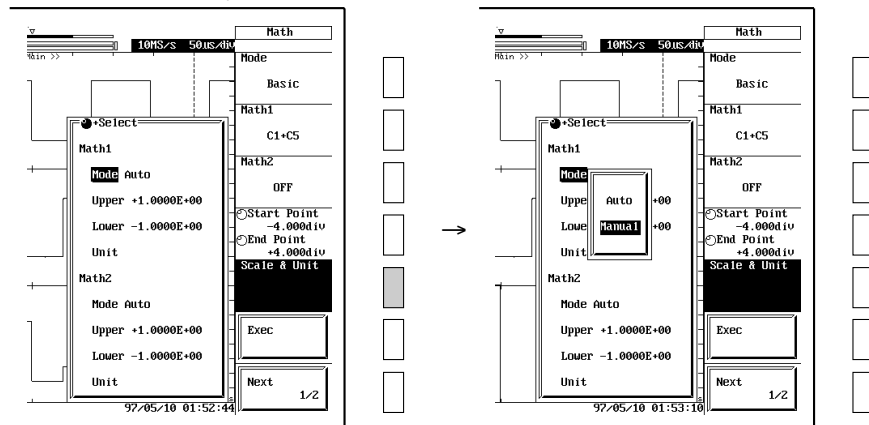 Math
10MS/s 50us/div
Main >>
Mode
Basic
Math1
C1+C5
Math2
OFF
Start Point
-4.000div
End Point
+4.000div
Scale & Unit
Exec
Next
1/2
+Select
Math1
Mode Auto
Upper +1.0000E+00
Lower -1.0000E+00
Unit
Math2
Mode Auto
Upper +1.0000E+00
Lower -1.0000E+00
Unit
97/05/10 01:52:44
→
Math
10MS/s 50us/div
Main >>
Mode
Basic
Math1
C1+C5
Math2
OFF
Start Point
-4.000div
End Point
+4.000div
Scale & Unit
Exec
Next
1/2
+Select
Math1
Mode
Auto
Manual
Uppe +00
Lowe +00
Unit
Math2
Mode Auto
Upper +1.0000E+00
Lower -1.0000E+00
Unit
97/05/10 01:53:10